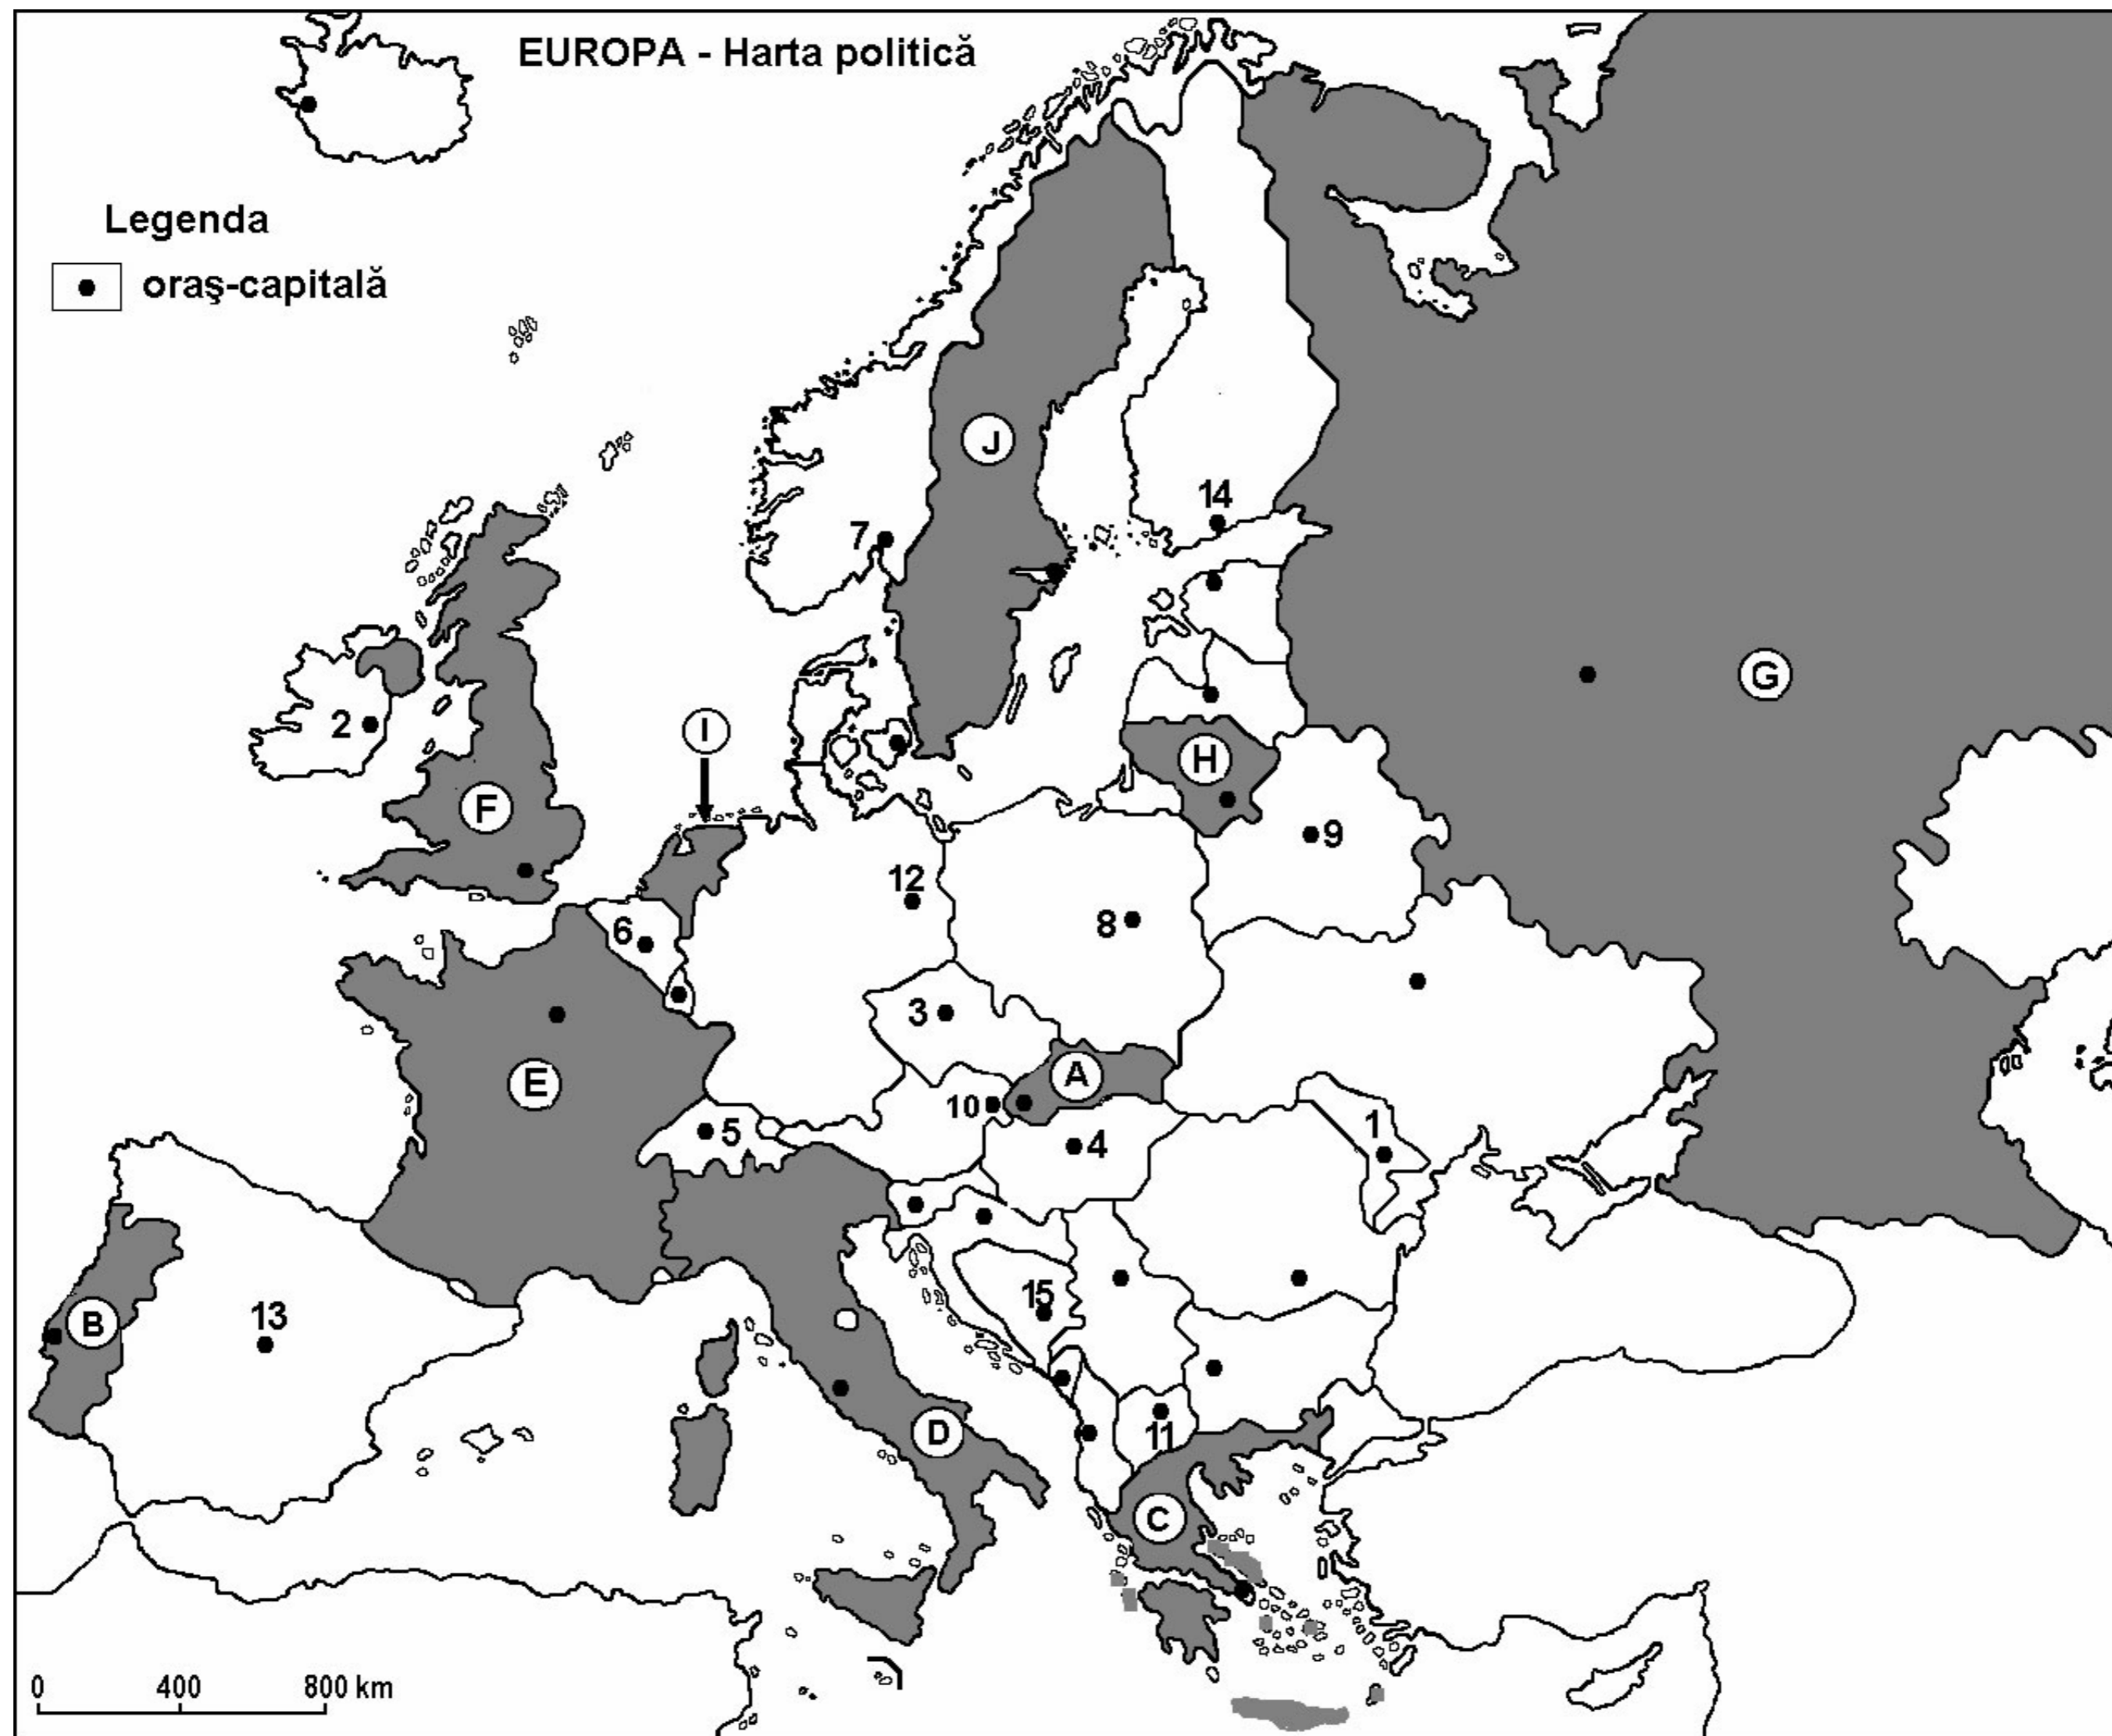 EUROPA - Harta politică
Legenda
oraş-capitală
J
14
7
2
I
G
H
F
9
12
8
6
3
E
A
10
5
4
1
15
13
B
D
11
C
0 400 800 km